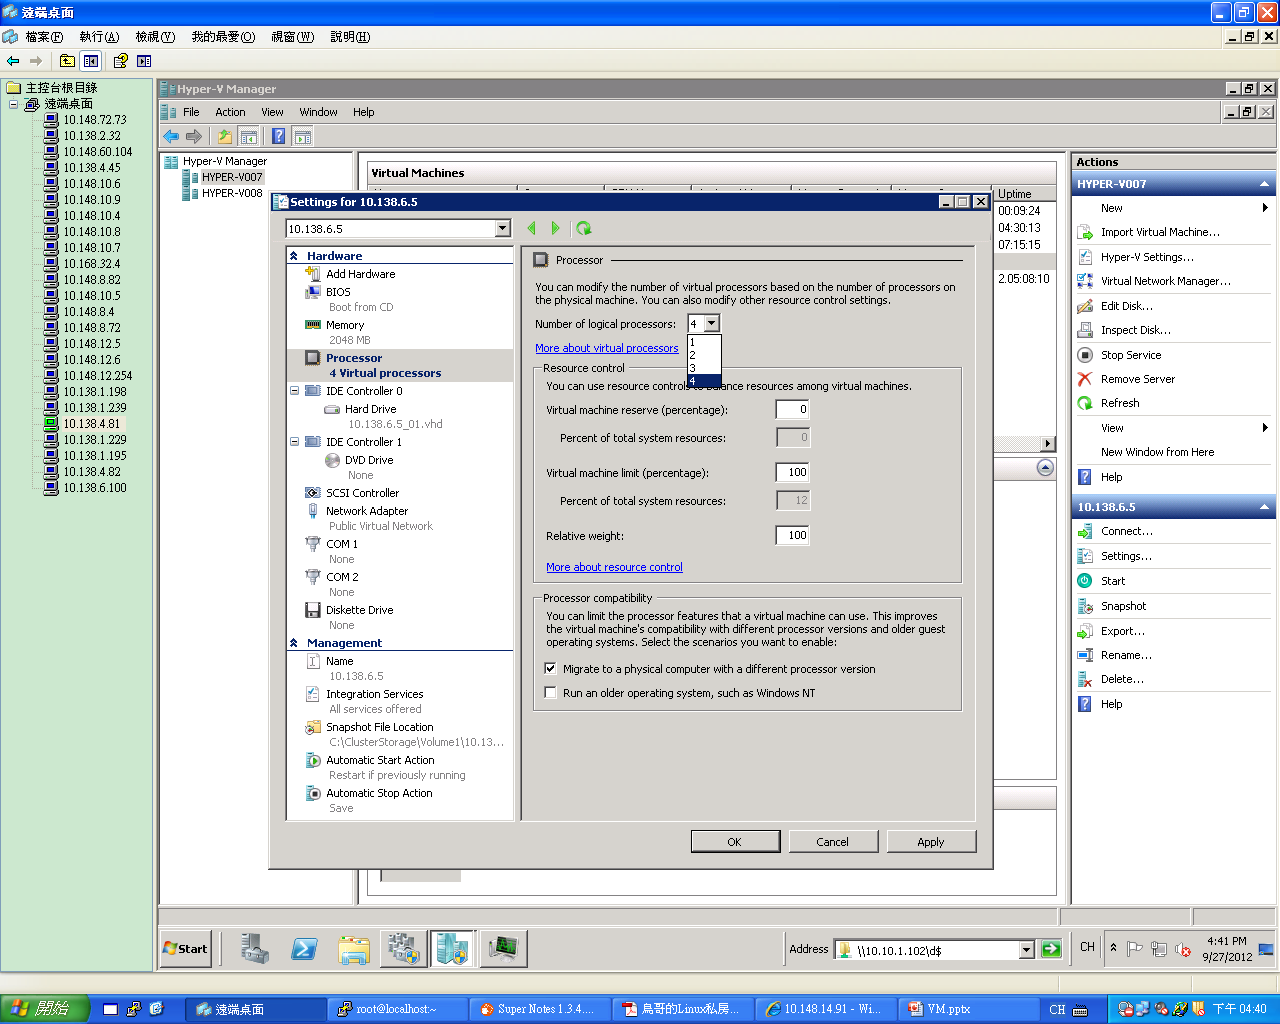 遠端桌面
檔案(F) 執行(A) 檢視(V) 我的最愛(O) 視窗(W) 說明(H)
主控台根目錄
遠端桌面
10.148.72.73
10.138.2.32
10.148.60.104
10.138.4.45
10.148.10.6
10.148.10.9
10.148.10.4
10.148.10.8
10.148.10.7
10.168.32.4
10.148.8.82
10.148.10.5
10.148.8.4
10.148.8.72
10.148.12.5
10.148.12.6
10.148.12.254
10.138.1.198
10.138.1.239
10.138.4.81
10.138.1.229
10.138.1.195
10.138.4.82
10.138.6.100
Hyper-V Manager
File Action View Window Help
Hyper-V Manager
HYPER-V007
HYPER-V008
Virtual Machines
Uptime
00:09:24
04:30:13
07:15:15
2.05:08:10
Settings for 10.138.6.5
10.138.6.5
Hardware
Add Hardware
BIOS
Boot from CD
Memory
2048 MB
Processor
4 Virtual processors
IDE Controller 0
Hard Drive
10.138.6.5_01.vhd
IDE Controller 1
DVD Drive
None
SCSI Controller
Network Adapter
Public Virtual Network
COM 1
None
COM 2
None
Diskette Drive
None
Management
Name
10.138.6.5
Integration Services
All services offered
Snapshot File Location
C:\ClusterStorage\Volume1\10.13...
Automatic Start Action
Restart if previously running
Automatic Stop Action
Save
Processor
You can modify the number of virtual processors based on the number of processors on
the physical machine. You can also modify other resource control settings.
Number of logical processors: 4
1
2
3
4
More about virtual processors
Resource control
You can use resource controls to balance resources among virtual machines.
Virtual machine reserve (percentage): 0
Percent of total system resources: 0
Virtual machine limit (percentage): 100
Percent of total system resources: 12
Relative weight: 100
More about resource control
Processor compatibility
You can limit the processor features that a virtual machine can use. This improves
the virtual machine's compatibility with different processor versions and older guest
operating systems. Select the scenarios you want to enable:
Migrate to a physical computer with a different processor version
Run an older operating system, such as Windows NT
OK Cancel Apply
Actions
HYPER-V007
New
Import Virtual Machine...
Hyper-V Settings...
Virtual Network Manager...
Edit Disk...
Inspect Disk...
Stop Service
Remove Server
Refresh
View
New Window from Here
Help
10.138.6.5
Connect...
Settings...
Start
Snapshot
Export...
Rename...
Delete...
Help
Start Address \\10.10.1.102\d$ CH 4:41 PM
9/27/2012
開始 遠端桌面 root@localhost:~ Super Notes 1.3.4.... 鳥哥的Linux私房... 10.148.14.91 - Wi... VM.pptx CH 下午 04:40